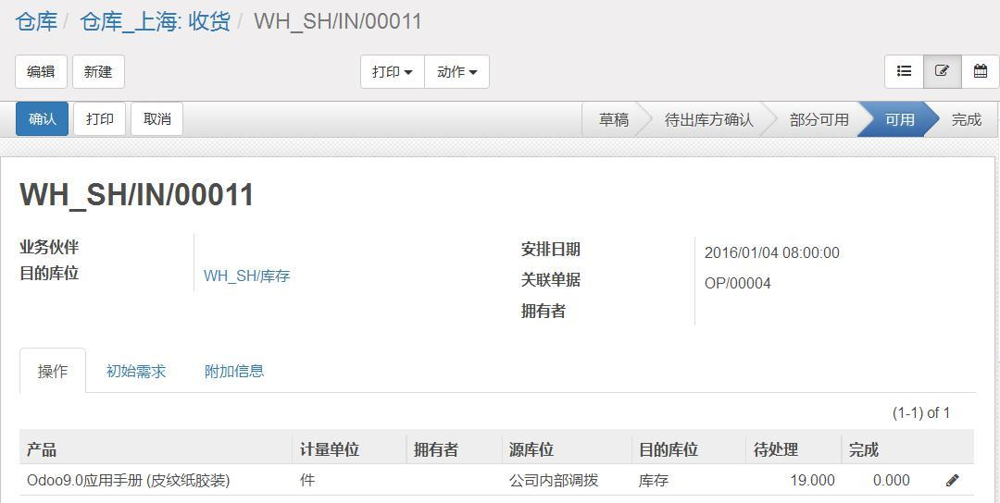 仓库 / 仓库_上海: 收货 / WH_SH/IN/00011
编辑 新建 打印 动作
确认 打印 取消 草稿 待出库方确认 部分可用 可用 完成
WH_SH/IN/00011
业务伙伴
目的库位 WH_SH/库存
安排日期 2016/01/04 08:00:00
关联单据 OP/00004
拥有者
操作 初始需求 附加信息
(1-1) of 1
产品 计量单位 拥有者 源库位 目的库位 待处理 完成
Odoo9.0应用手册 (皮纹纸胶装) 件 公司内部调拨 库存 19.000 0.000